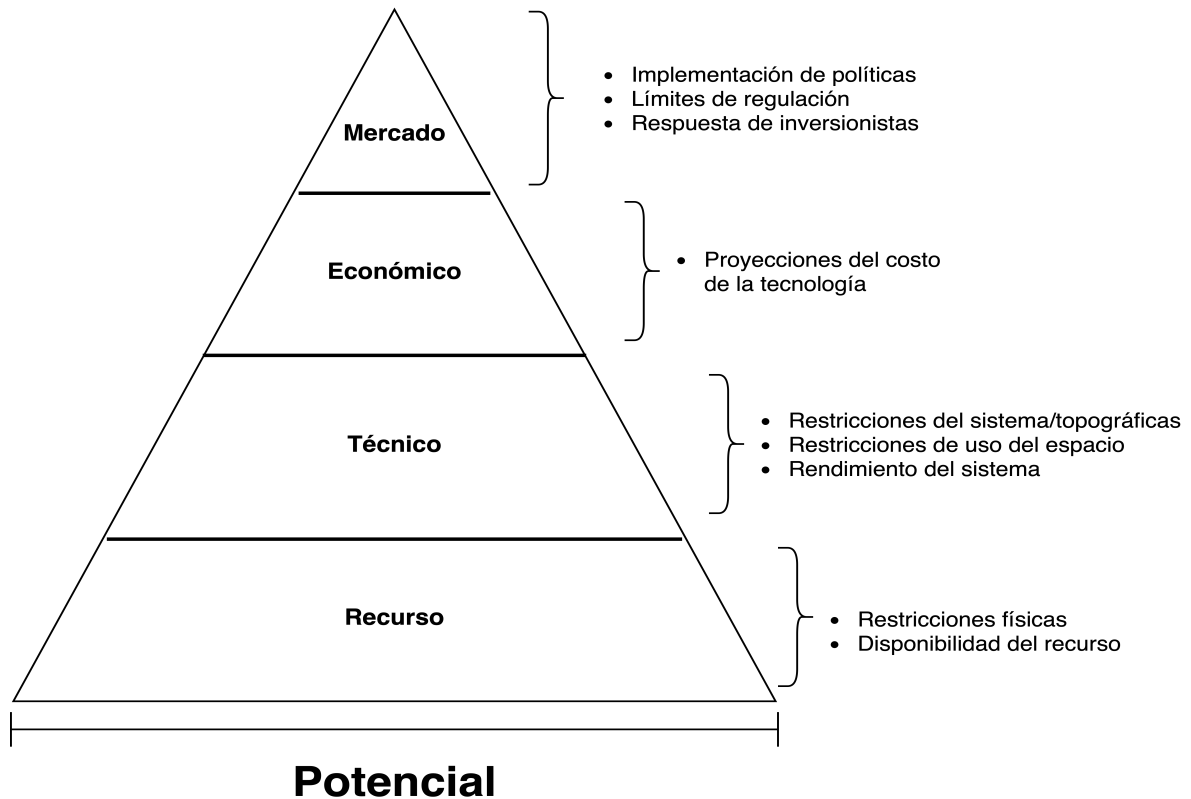 Mercado
• Implementación de políticas
• Límites de regulación
• Respuesta de inversionistas
Económico
• Proyecciones del costo
de la tecnología
Técnico
• Restricciones del sistema/topográficas
• Restricciones de uso del espacio
• Rendimiento del sistema
Recurso
• Restricciones físicas
• Disponibilidad del recurso
Potencial